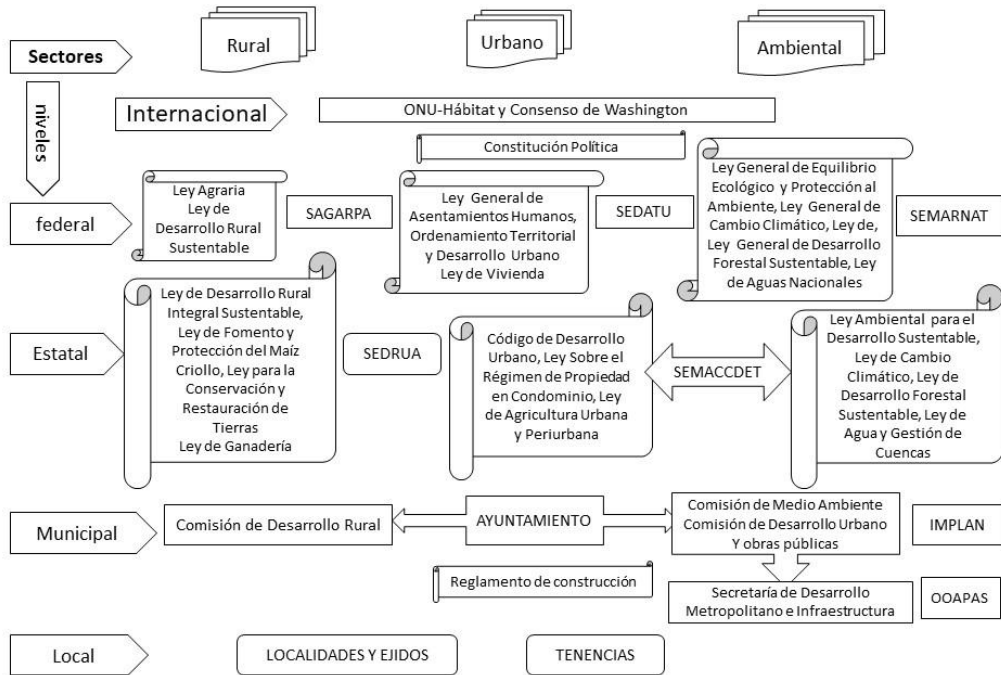 Sectores
Rural
Urbano
Ambiental
niveles
Internacional
ONU-Hábitat y Consenso de Washington
Constitución Política
federal
Ley Agraria
Ley de
Desarrollo Rural
Sustentable
SAGARPA
Ley General de
Asentamientos Humanos,
Ordenamiento Territorial
y Desarrollo Urbano
Ley de Vivienda
SEDATU
Ley General de Equilibrio
Ecológico y Protección al
Ambiente, Ley General de
Cambio Climático, Ley de,
Ley General de Desarrollo
Forestal Sustentable, Ley
de Aguas Nacionales
SEMARNAT
Estatal
Ley de Desarrollo Rural
Integral Sustentable,
Ley de Fomento y
Protección del Maíz
Criollo, Ley para la
Conservación y
Restauración de
Tierras
Ley de Ganadería
SEDRUA
Código de Desarrollo
Urbano, Ley Sobre el
Régimen de Propiedad
en Condominio, Ley
de Agricultura Urbana
y Periurbana
SEMACCDET
Ley Ambiental para el
Desarrollo Sustentable,
Ley de Cambio
Climático, Ley de
Desarrollo Forestal
Sustentable, Ley de
Agua y Gestión de
Cuencas
Municipal
Comisión de Desarrollo Rural
AYUNTAMIENTO
Comisión de Medio Ambiente
Comisión de Desarrollo Urbano
Y obras públicas
IMPLAN
Reglamento de construcción
Secretaría de Desarrollo
Metropolitano e Infraestructura
OOAPAS
Local
LOCALIDADES Y EJIDOS
TENENCIAS